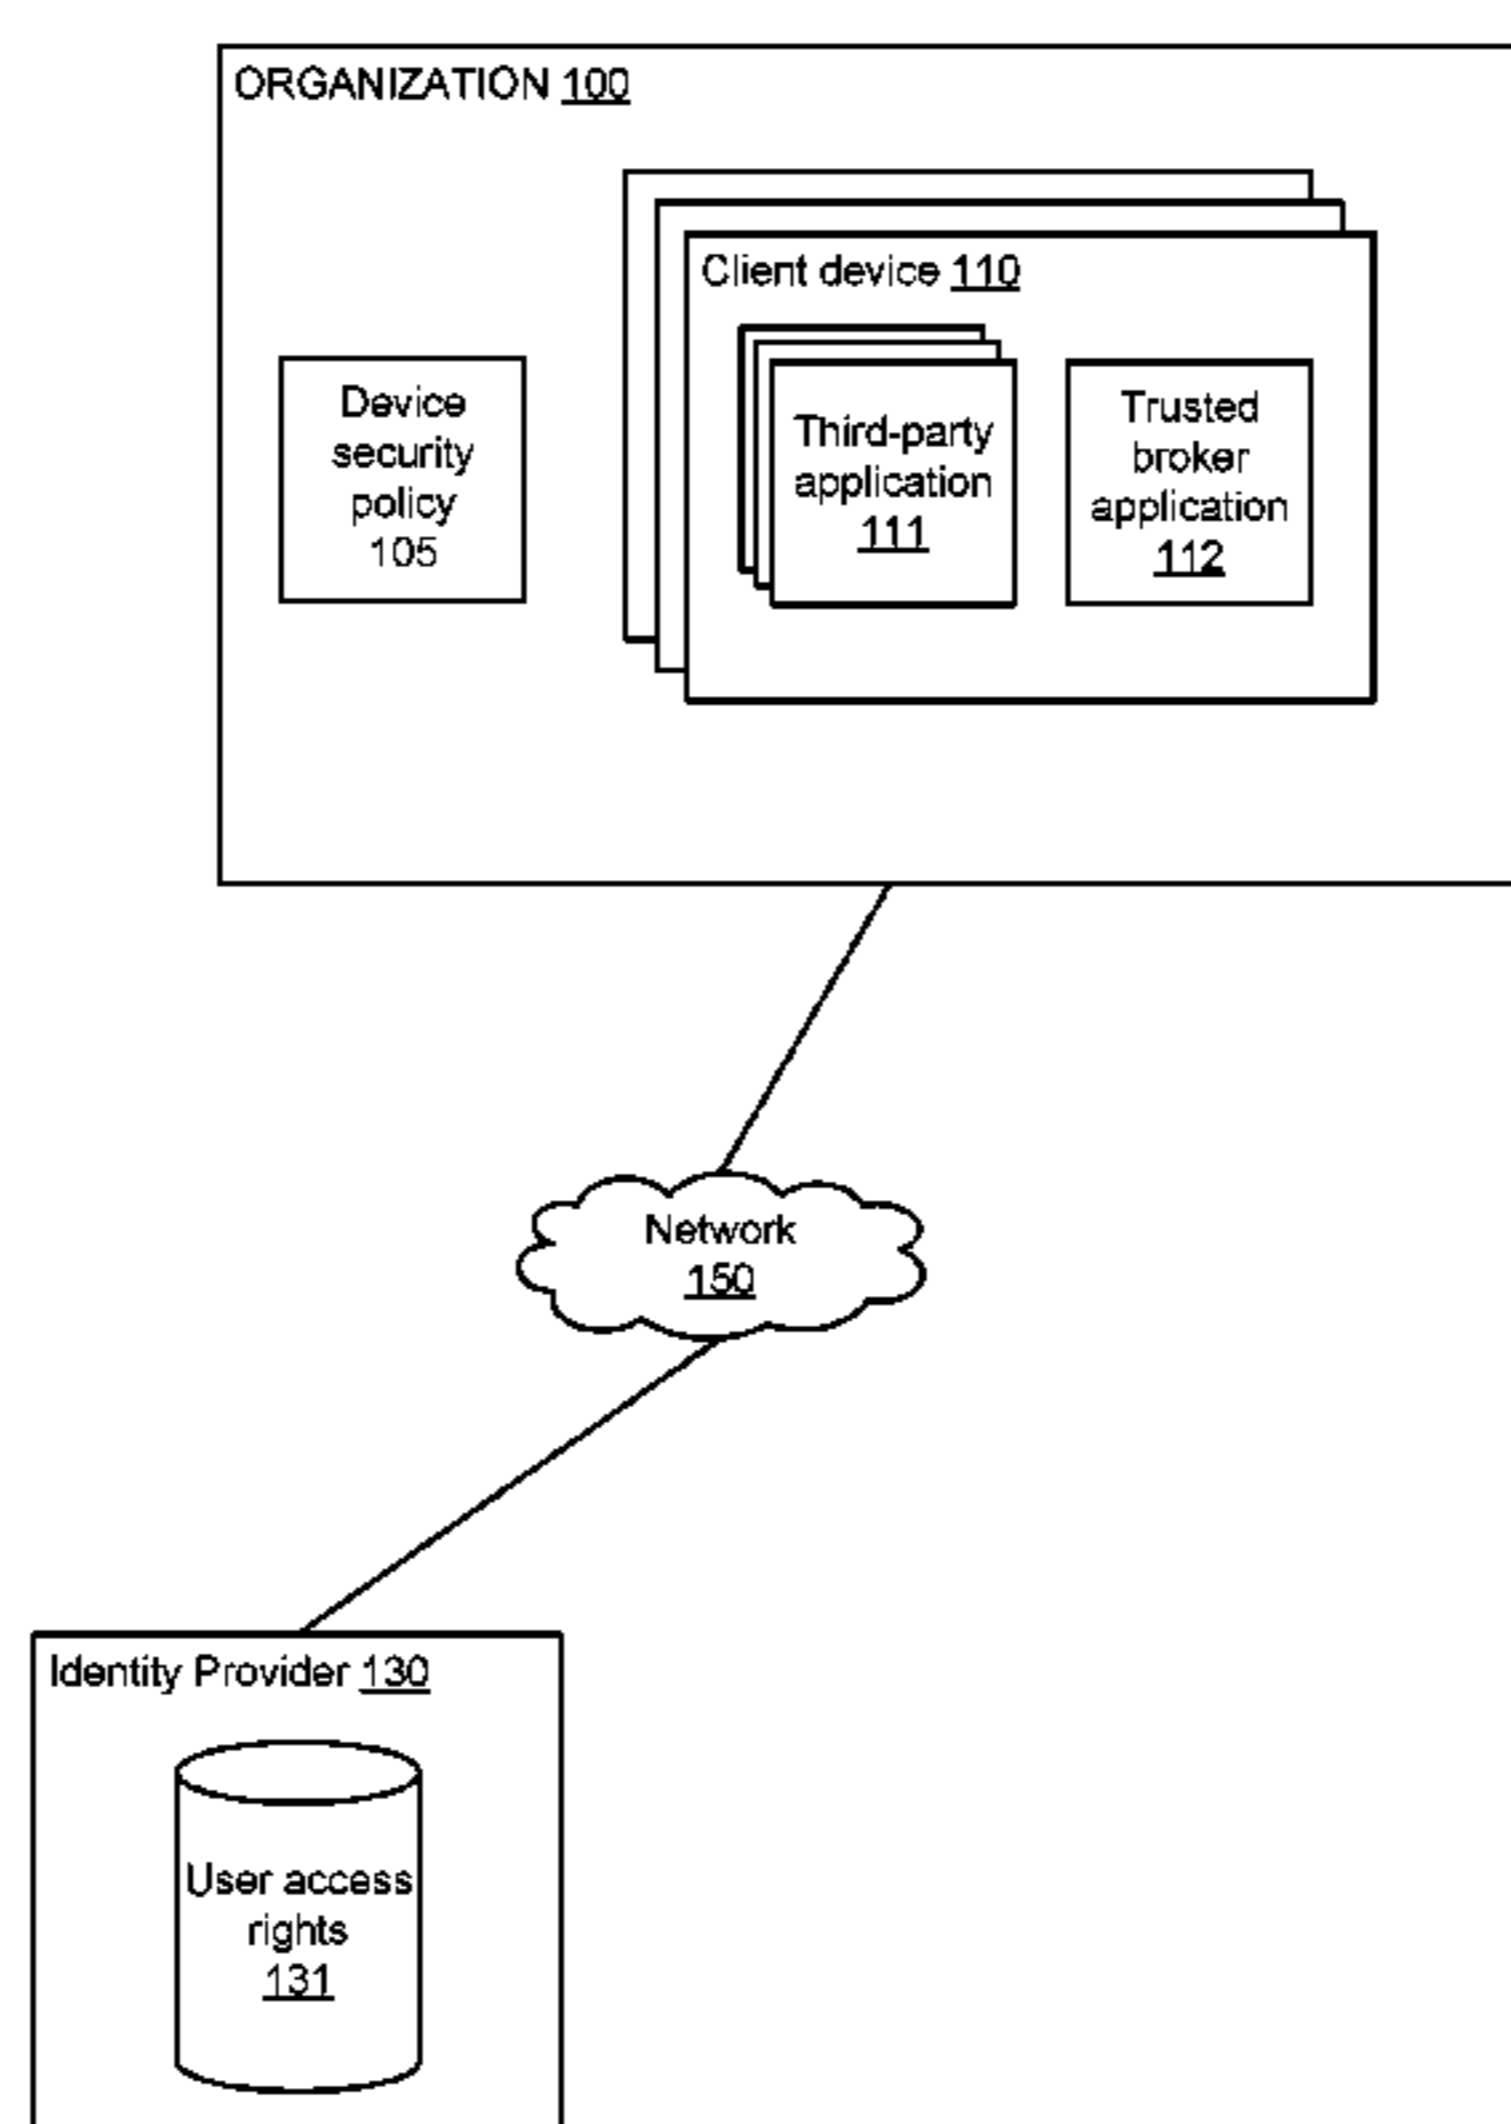 ORGANIZATION 100
Client device 110
Device
security
policy
105
Third-party
application
111
Trusted
broker
application
112
Network
150
Identity Provider 130
User access
rights
131